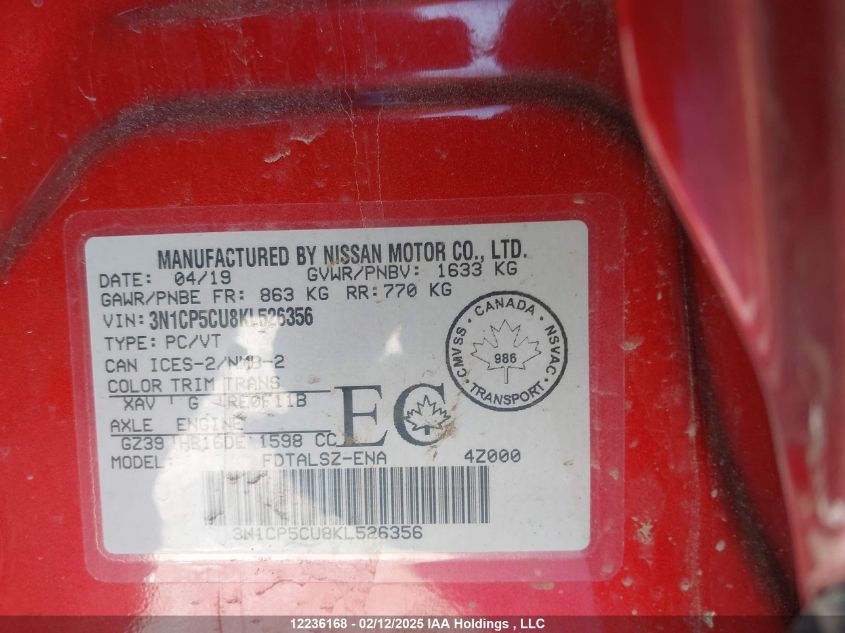 MANUFACTURED BY NISSAN MOTOR CO., LTD.
DATE: 04/19 GVWR/PNBV: 1633 KG
GAWR/PNBE FR: 863 KG RR: 770 KG
VIN: 3N1CP5CU8KL526356
TYPE: PC/VT
CAN ICES-2/NMB-2
COLOR TRIM TRANS
XAV G RE0F11B
AXLE ENGINE
GZ39 HR16DE 1598 CC
MODEL: FDTALSZ-ENA 4Z000
EC
CANADA
CMVSS
986
NSVAC
TRANSPORT
3N1CP5CU8KL526356
12236168 - 02/12/2025 IAA Holdings , LLC